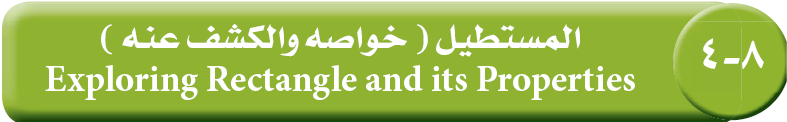 ٨-٤
المستطيل ( خواصه والكشف عنه )
Exploring Rectangle and its Properties